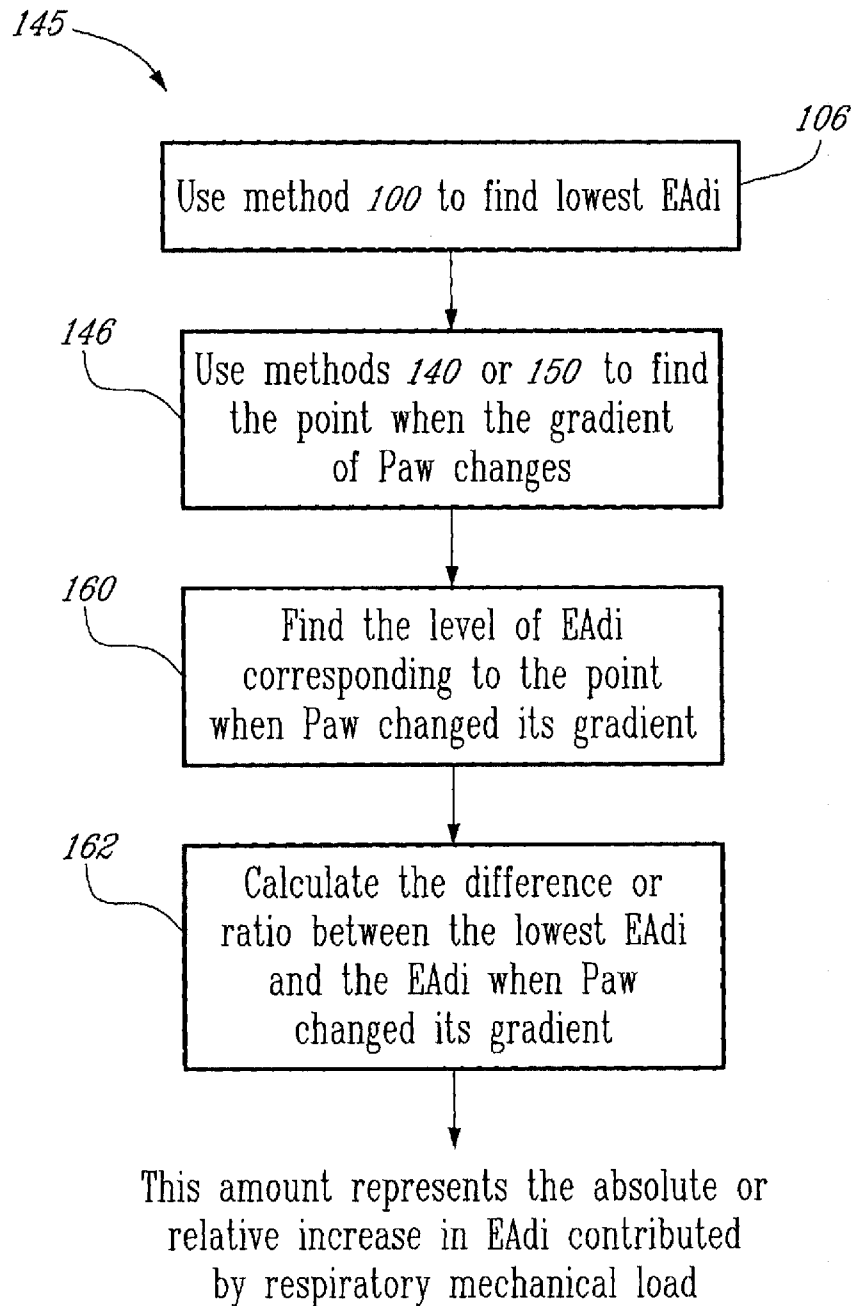 145
106
Use method 100 to find lowest EAdi
146
Use methods 140 or 150 to find
the point when the gradient
of Paw changes
160
Find the level of EAdi
corresponding to the point
when Paw changed its gradient
162
Calculate the difference or
ratio between the lowest EAdi
and the EAdi when Paw
changed its gradient
This amount represents the absolute or
relative increase in EAdi contributed
by respiratory mechanical load